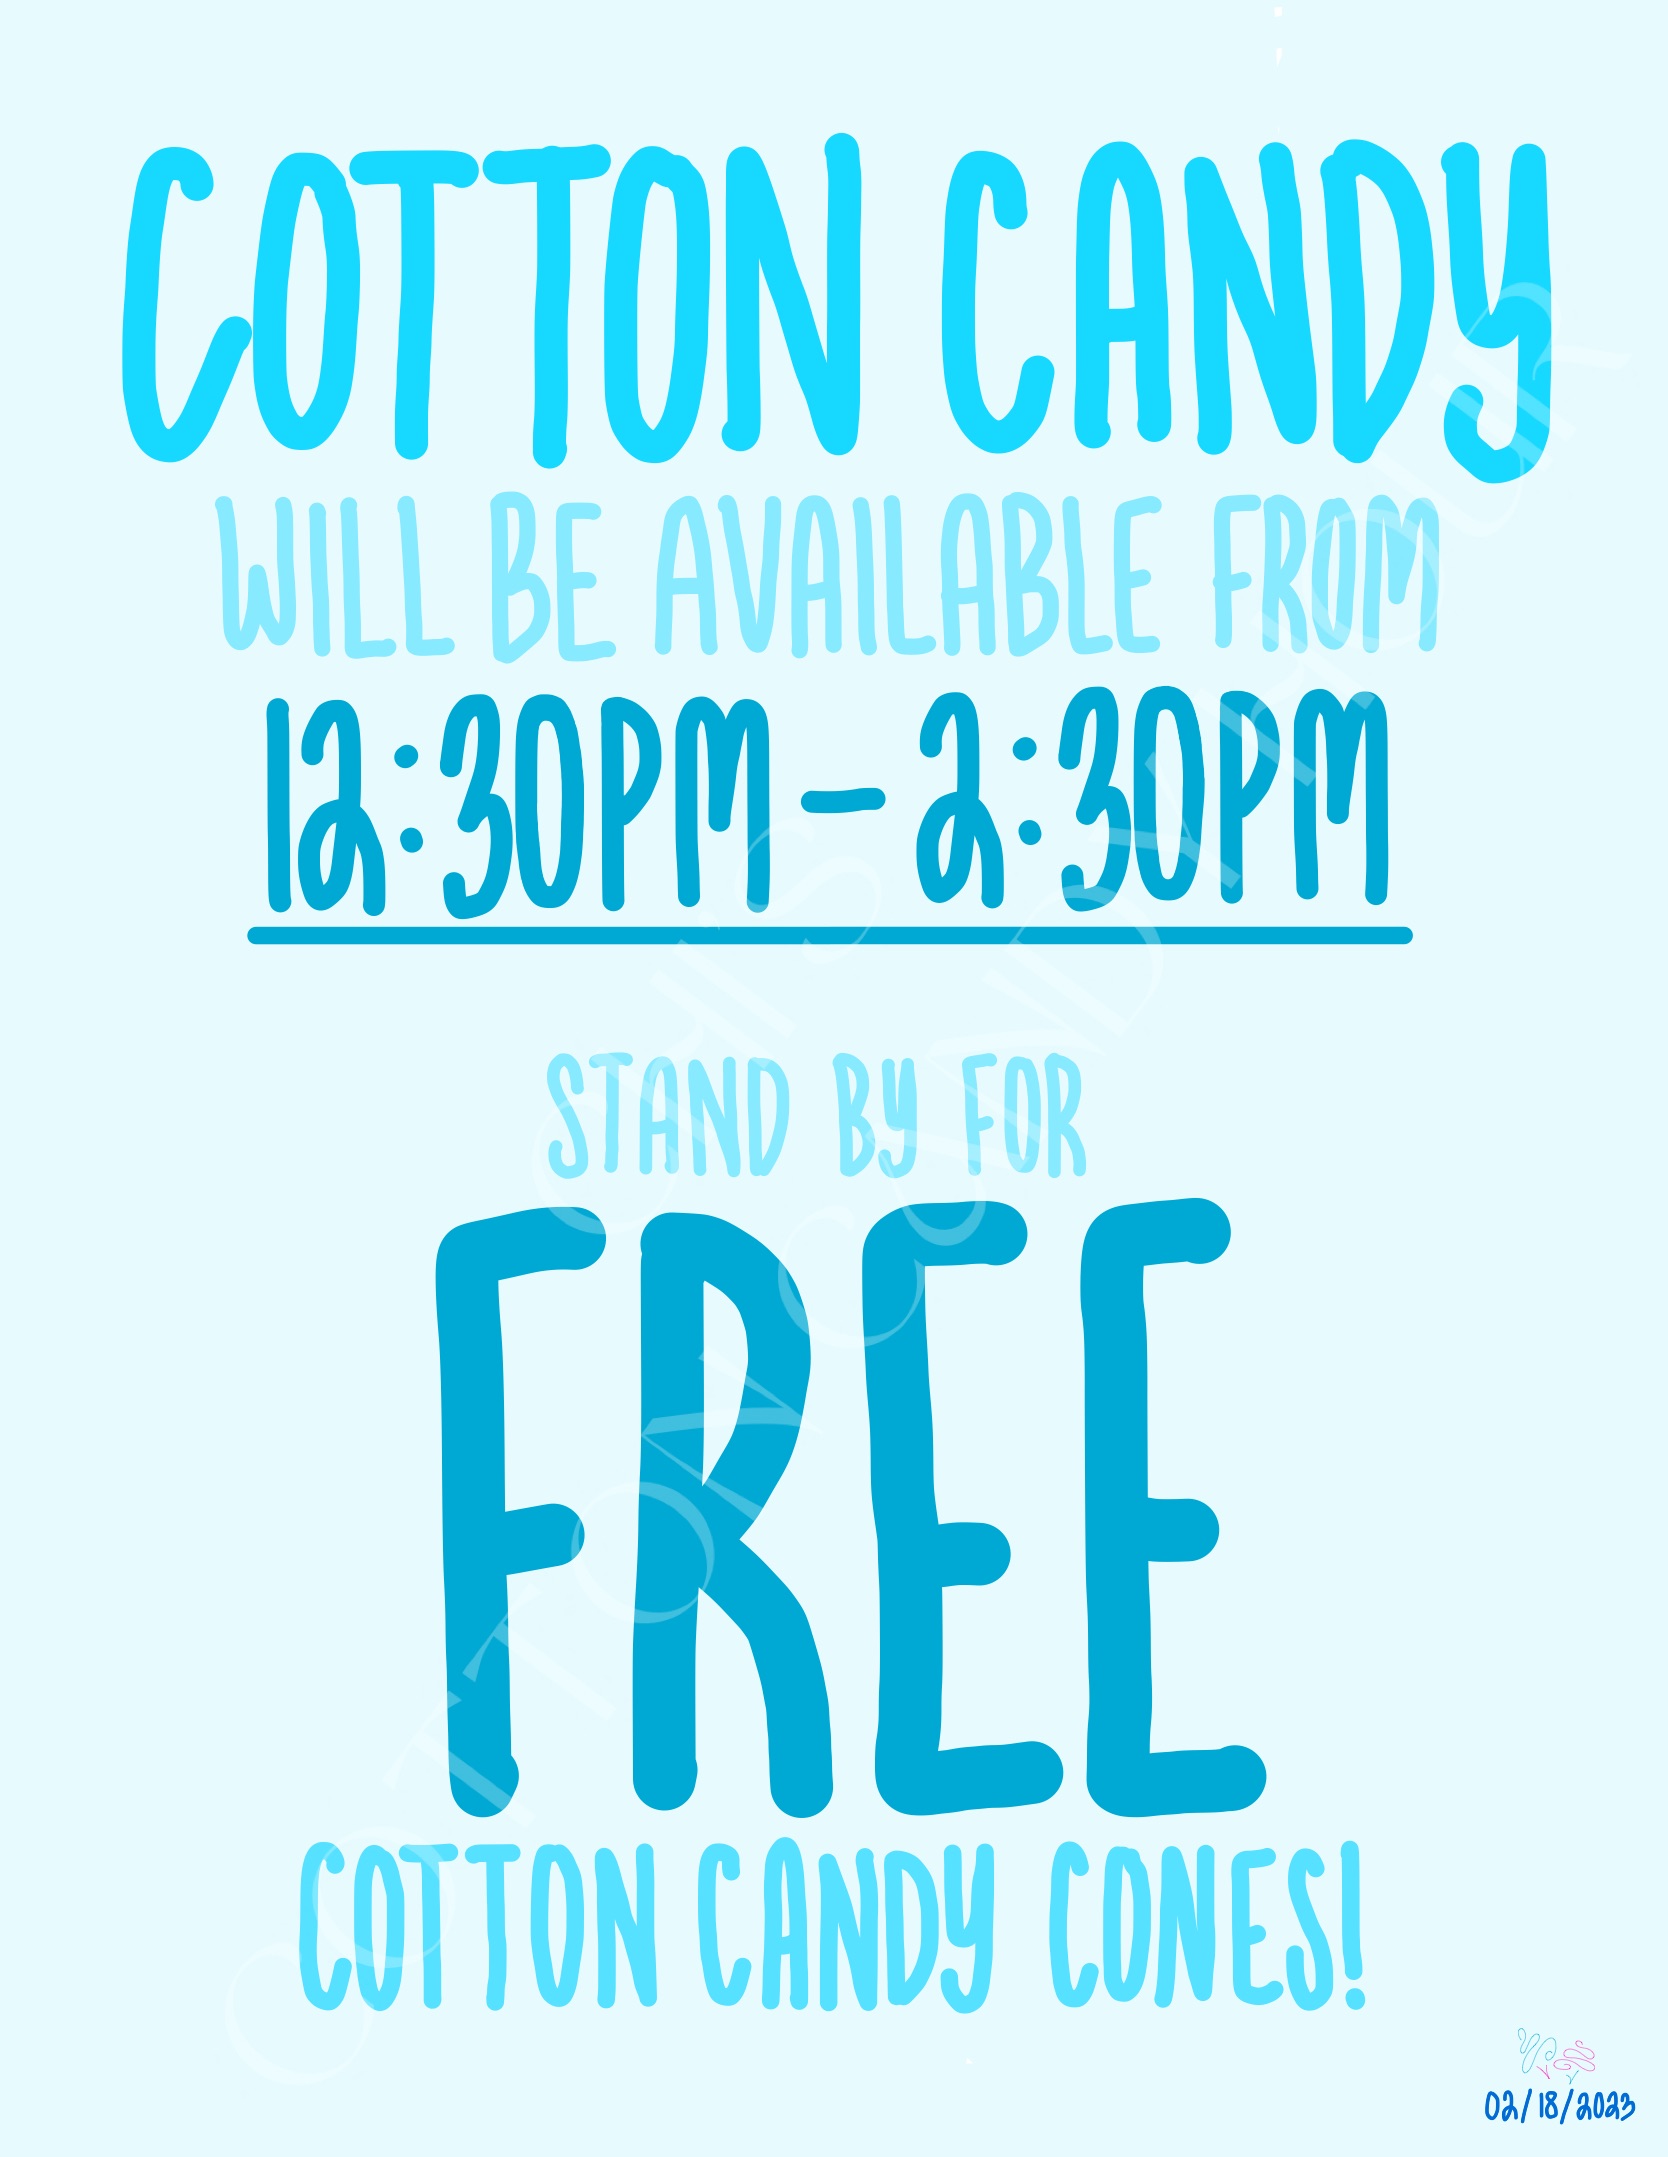 COTTON CANDY
WILL BE AVAILABLE FROM
12:30PM-2:30PM
STAND BY FOR
FREE
COTTON CANDY CONES!
02/18/2023